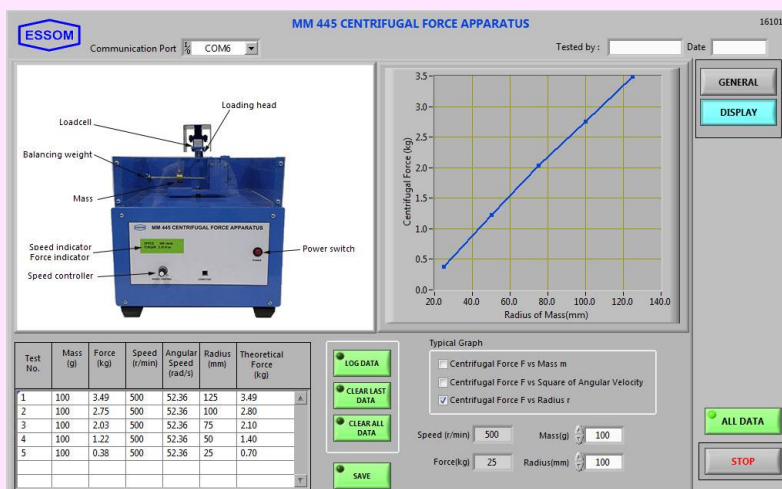 MM 445 CENTRIFUGAL FORCE APPARATUS
16101
ESSOM
Communication Port
COM6
Tested by :
Date
Loading head
Loadcell
Balancing weight
Mass
ESSOM
MM 445 CENTRIFUGAL FORCE APPARATUS
Speed indicator
Force indicator
Power switch
Speed controller
3.5
3.0
2.5
2.0
1.5
1.0
0.5
0.0
Centrifugal Force (kg)
20.0 40.0 60.0 80.0 100.0 120.0 140.0
Radius of Mass(mm)
GENERAL
DISPLAY
Test No. Mass (g) Force (kg) Speed (r/min) Angular Speed (rad/s) Radius (mm) Theoretical Force (kg)
1 100 3.49 500 52.36 125 3.49
2 100 2.75 500 52.36 100 2.80
3 100 2.03 500 52.36 75 2.10
4 100 1.22 500 52.36 50 1.40
5 100 0.38 500 52.36 25 0.70
LOG DATA
CLEAR LAST DATA
CLEAR ALL DATA
SAVE
Typical Graph
Centrifugal Force F vs Mass m
Centrifugal Force F vs Square of Angular Velocity
Centrifugal Force F vs Radius r
Speed (r/min) 500 Mass(g) 100
Force(kg) 25 Radius(mm) 100
ALL DATA
STOP